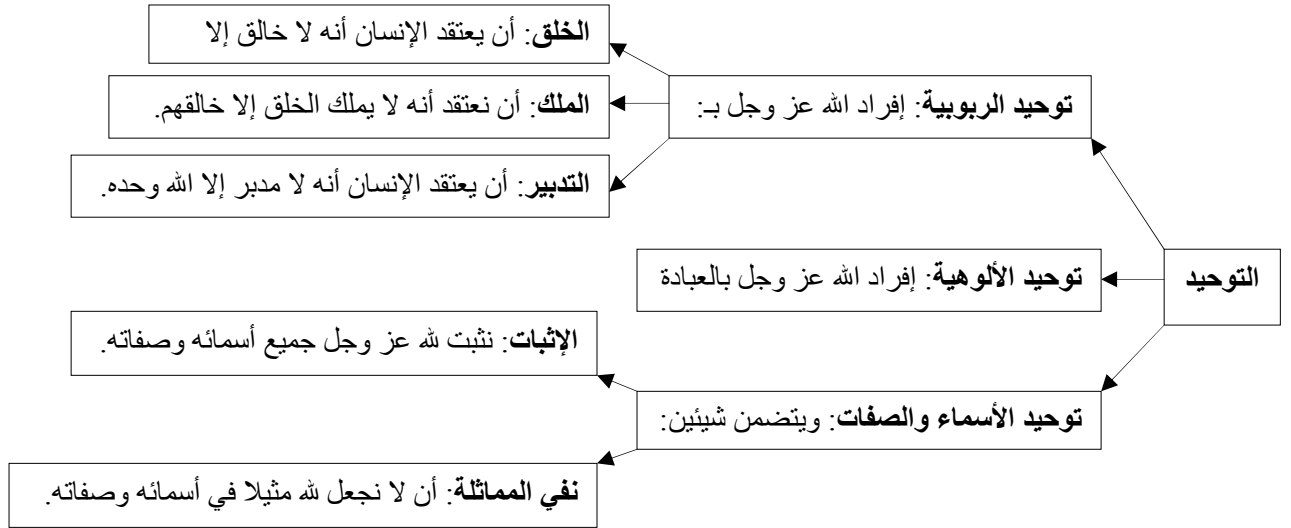 التوحيد
توحيد الربوبية: إفراد الله عز وجل بـ:
الخلق: أن يعتقد الإنسان أنه لا خالق إلا
الملك: أن نعتقد أنه لا يملك الخلق إلا خالقهم.
التدبير: أن يعتقد الإنسان أنه لا مدبر إلا الله وحده.
توحيد الألوهية: إفراد الله عز وجل بالعبادة
توحيد الأسماء والصفات: ويتضمن شيئين:
الإثبات: نثبت لله عز وجل جميع أسمائه وصفاته.
نفي المماثلة: أن لا نجعل لله مثيلا في أسمائه وصفاته.